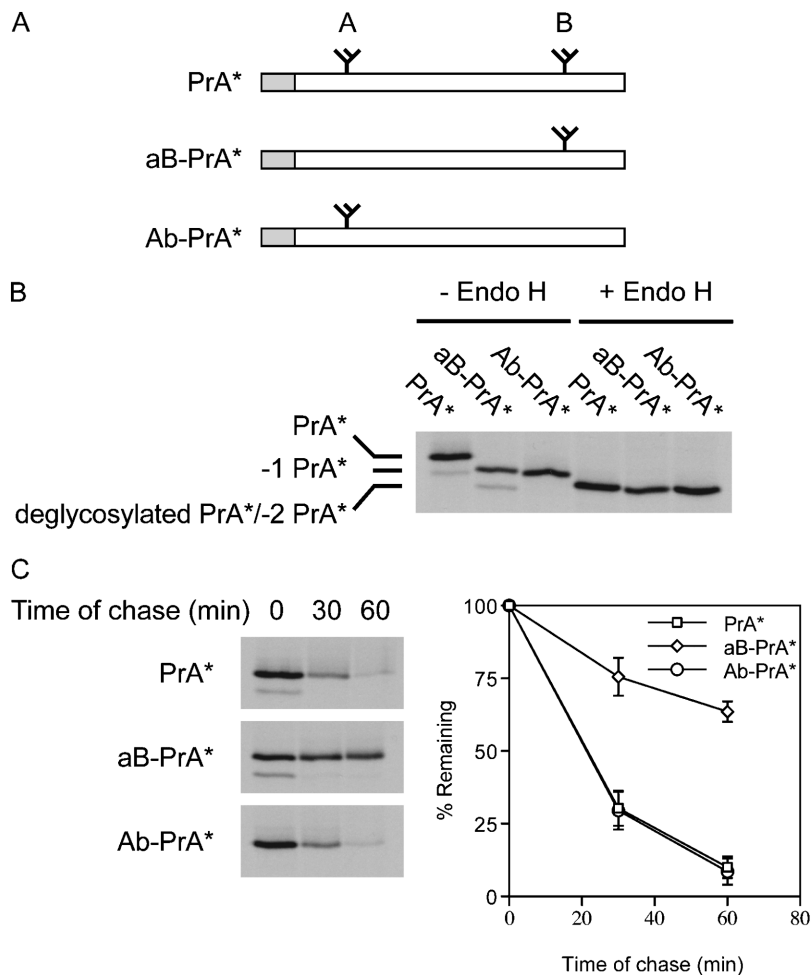 A
A B
PrA*
aB-PrA*
Ab-PrA*
B
- Endo H + Endo H
PrA* aB-PrA* Ab-PrA* PrA* aB-PrA* Ab-PrA*
PrA*
-1 PrA*
deglycosylated PrA*/-2 PrA*
C
Time of chase (min) 0 30 60
PrA*
aB-PrA*
Ab-PrA*
100
75
50
25
0
% Remaining
PrA*
aB-PrA*
Ab-PrA*
0 20 40 60 80
Time of chase (min)